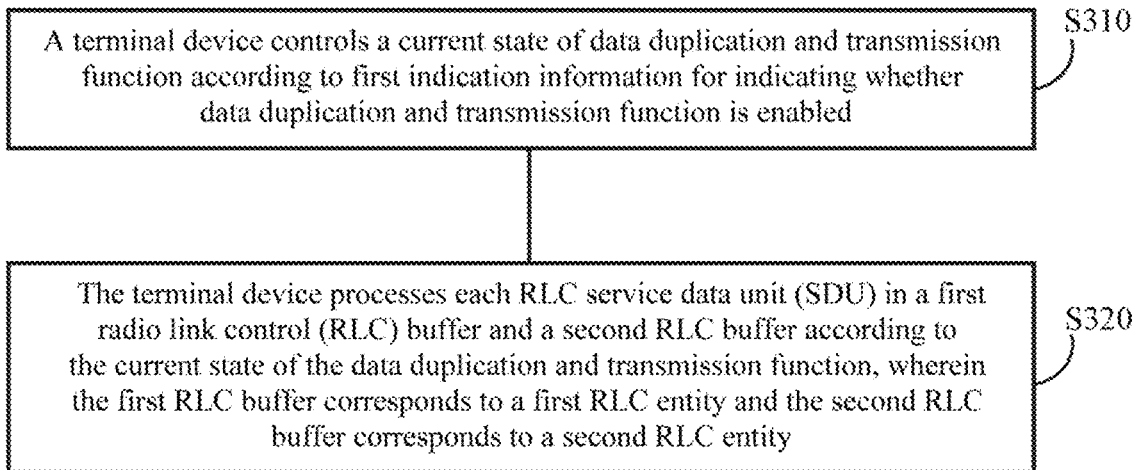 A terminal device controls a current state of data duplication and transmission
function according to first indication information for indicating whether
data duplication and transmission function is enabled
S310
The terminal device processes each RLC service data unit (SDU) in a first
radio link control (RLC) buffer and a second RLC buffer according to
the current state of the data duplication and transmission function, wherein
the first RLC buffer corresponds to a first RLC entity and the second RLC
buffer corresponds to a second RLC entity
S320